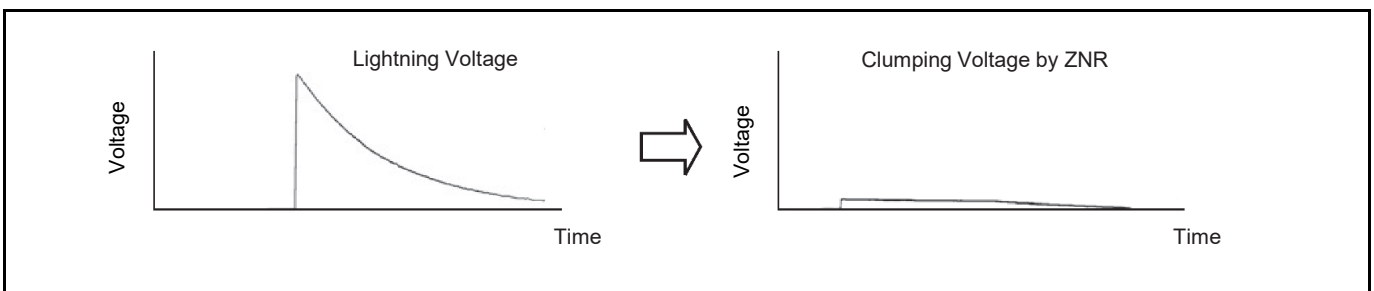 Lightning Voltage
Voltage
Time
Clumping Voltage by ZNR
Voltage
Time